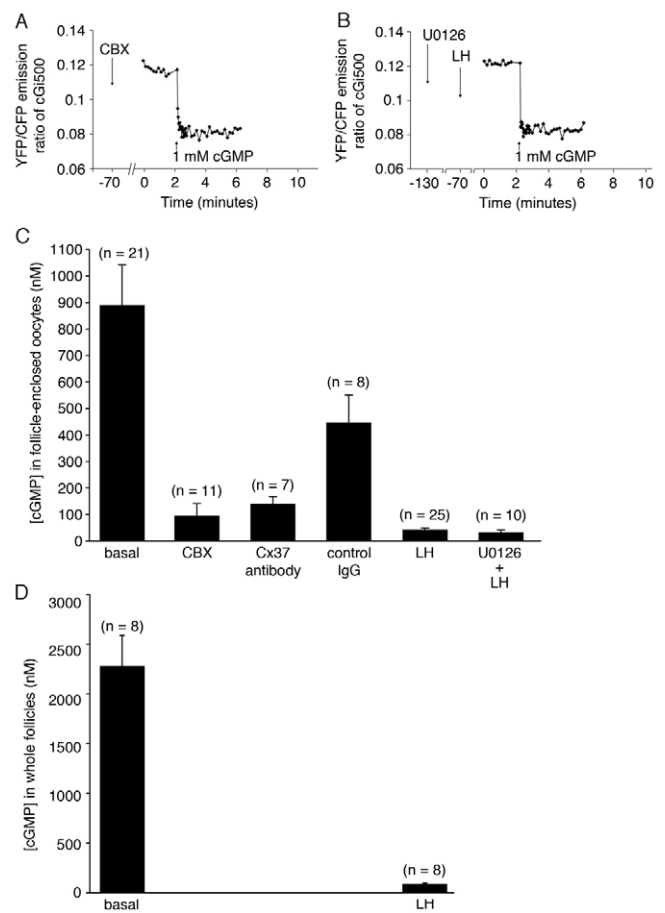 A
YFP/CFP emission
ratio of cGi500
0.14
0.12
0.1
0.08
0.06
CBX
1 mM cGMP
-70
0
2
4
6
8
10
Time (minutes)
B
YFP/CFP emission
ratio of cGi500
0.14
0.12
0.1
0.08
0.06
U0126
LH
1 mM cGMP
-130
-70
0
2
4
6
8
10
Time (minutes)
C
[cGMP] in follicle-enclosed oocytes (nM)
1100
1000
900
800
700
600
500
400
300
200
100
0
(n = 21)
(n = 11)
(n = 7)
(n = 8)
(n = 25)
(n = 10)
basal
CBX
Cx37
antibody
control
IgG
LH
U0126
+
LH
D
[cGMP] in whole follicles (nM)
3000
2500
2000
1500
1000
500
0
(n = 8)
(n = 8)
basal
LH